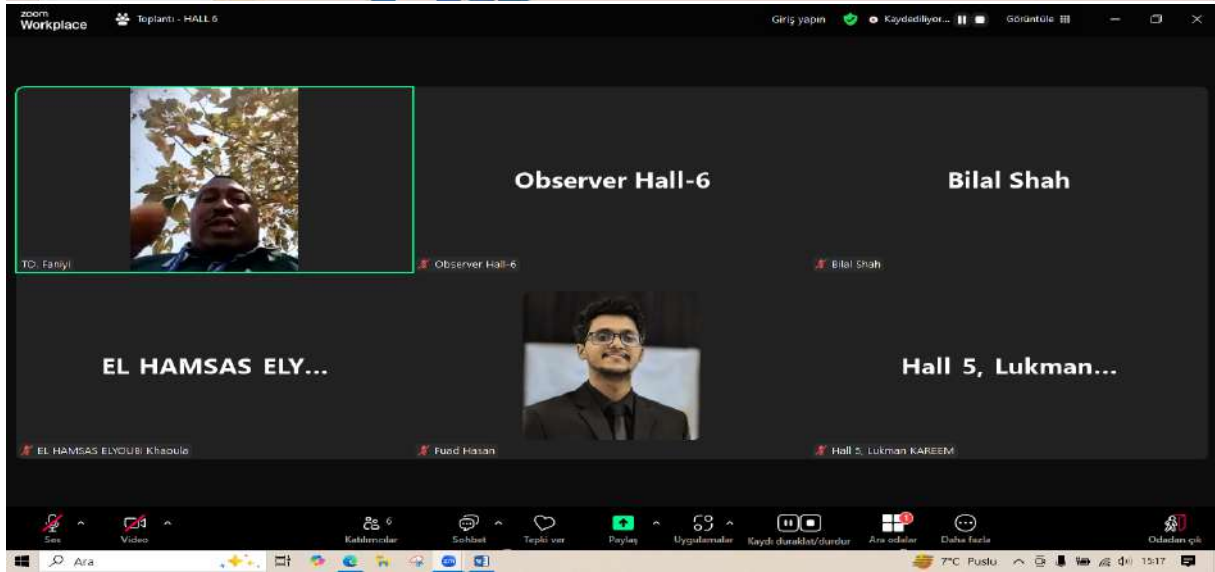 zoom
Workplace
Toplantı - HALL 6
Giriş yapın
Kaydediliyor...
Görüntüle
Observer Hall-6
Bilal Shah
TO. Faniyi
Observer Hall-6
Bilal Shah
EL HAMSAS ELY...
Hall 5, Lukman...
EL HAMSAS ELYOUBI Khaoula
Fuad Hasan
Hall 5, Lukman KAREEM
Ses
Video
6
Katılımcılar
Sohbet
Tepki ver
Paylaş
Uygulamalar
Kaydı duraklat/durdur
1
Ara odalar
Daha fazla
Odadan çık
Ara
7°C Puslu
15:17